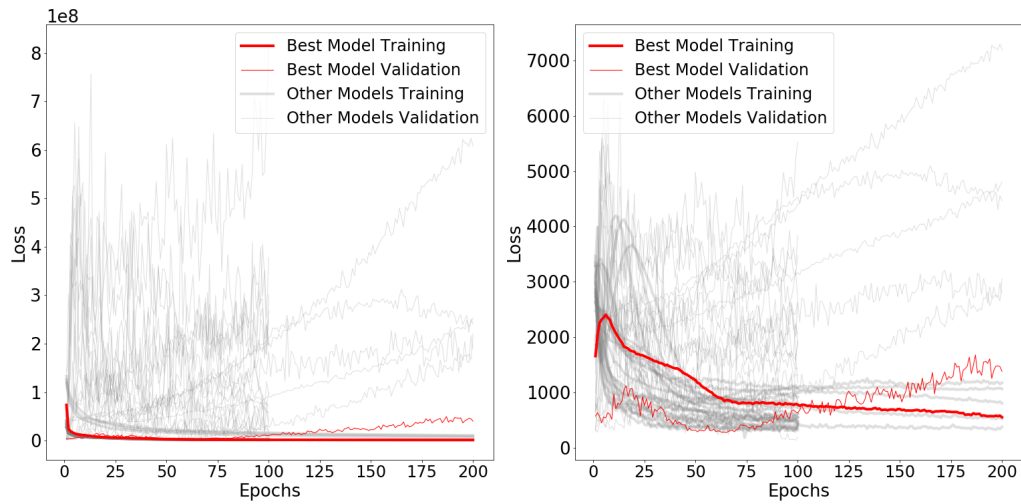 1e8
8
7
6
5
4
3
2
1
0
Loss
0 25 50 75 100 125 150 175 200
Epochs
Best Model Training
Best Model Validation
Other Models Training
Other Models Validation
7000
6000
5000
4000
3000
2000
1000
0
Loss
0 25 50 75 100 125 150 175 200
Epochs
Best Model Training
Best Model Validation
Other Models Training
Other Models Validation